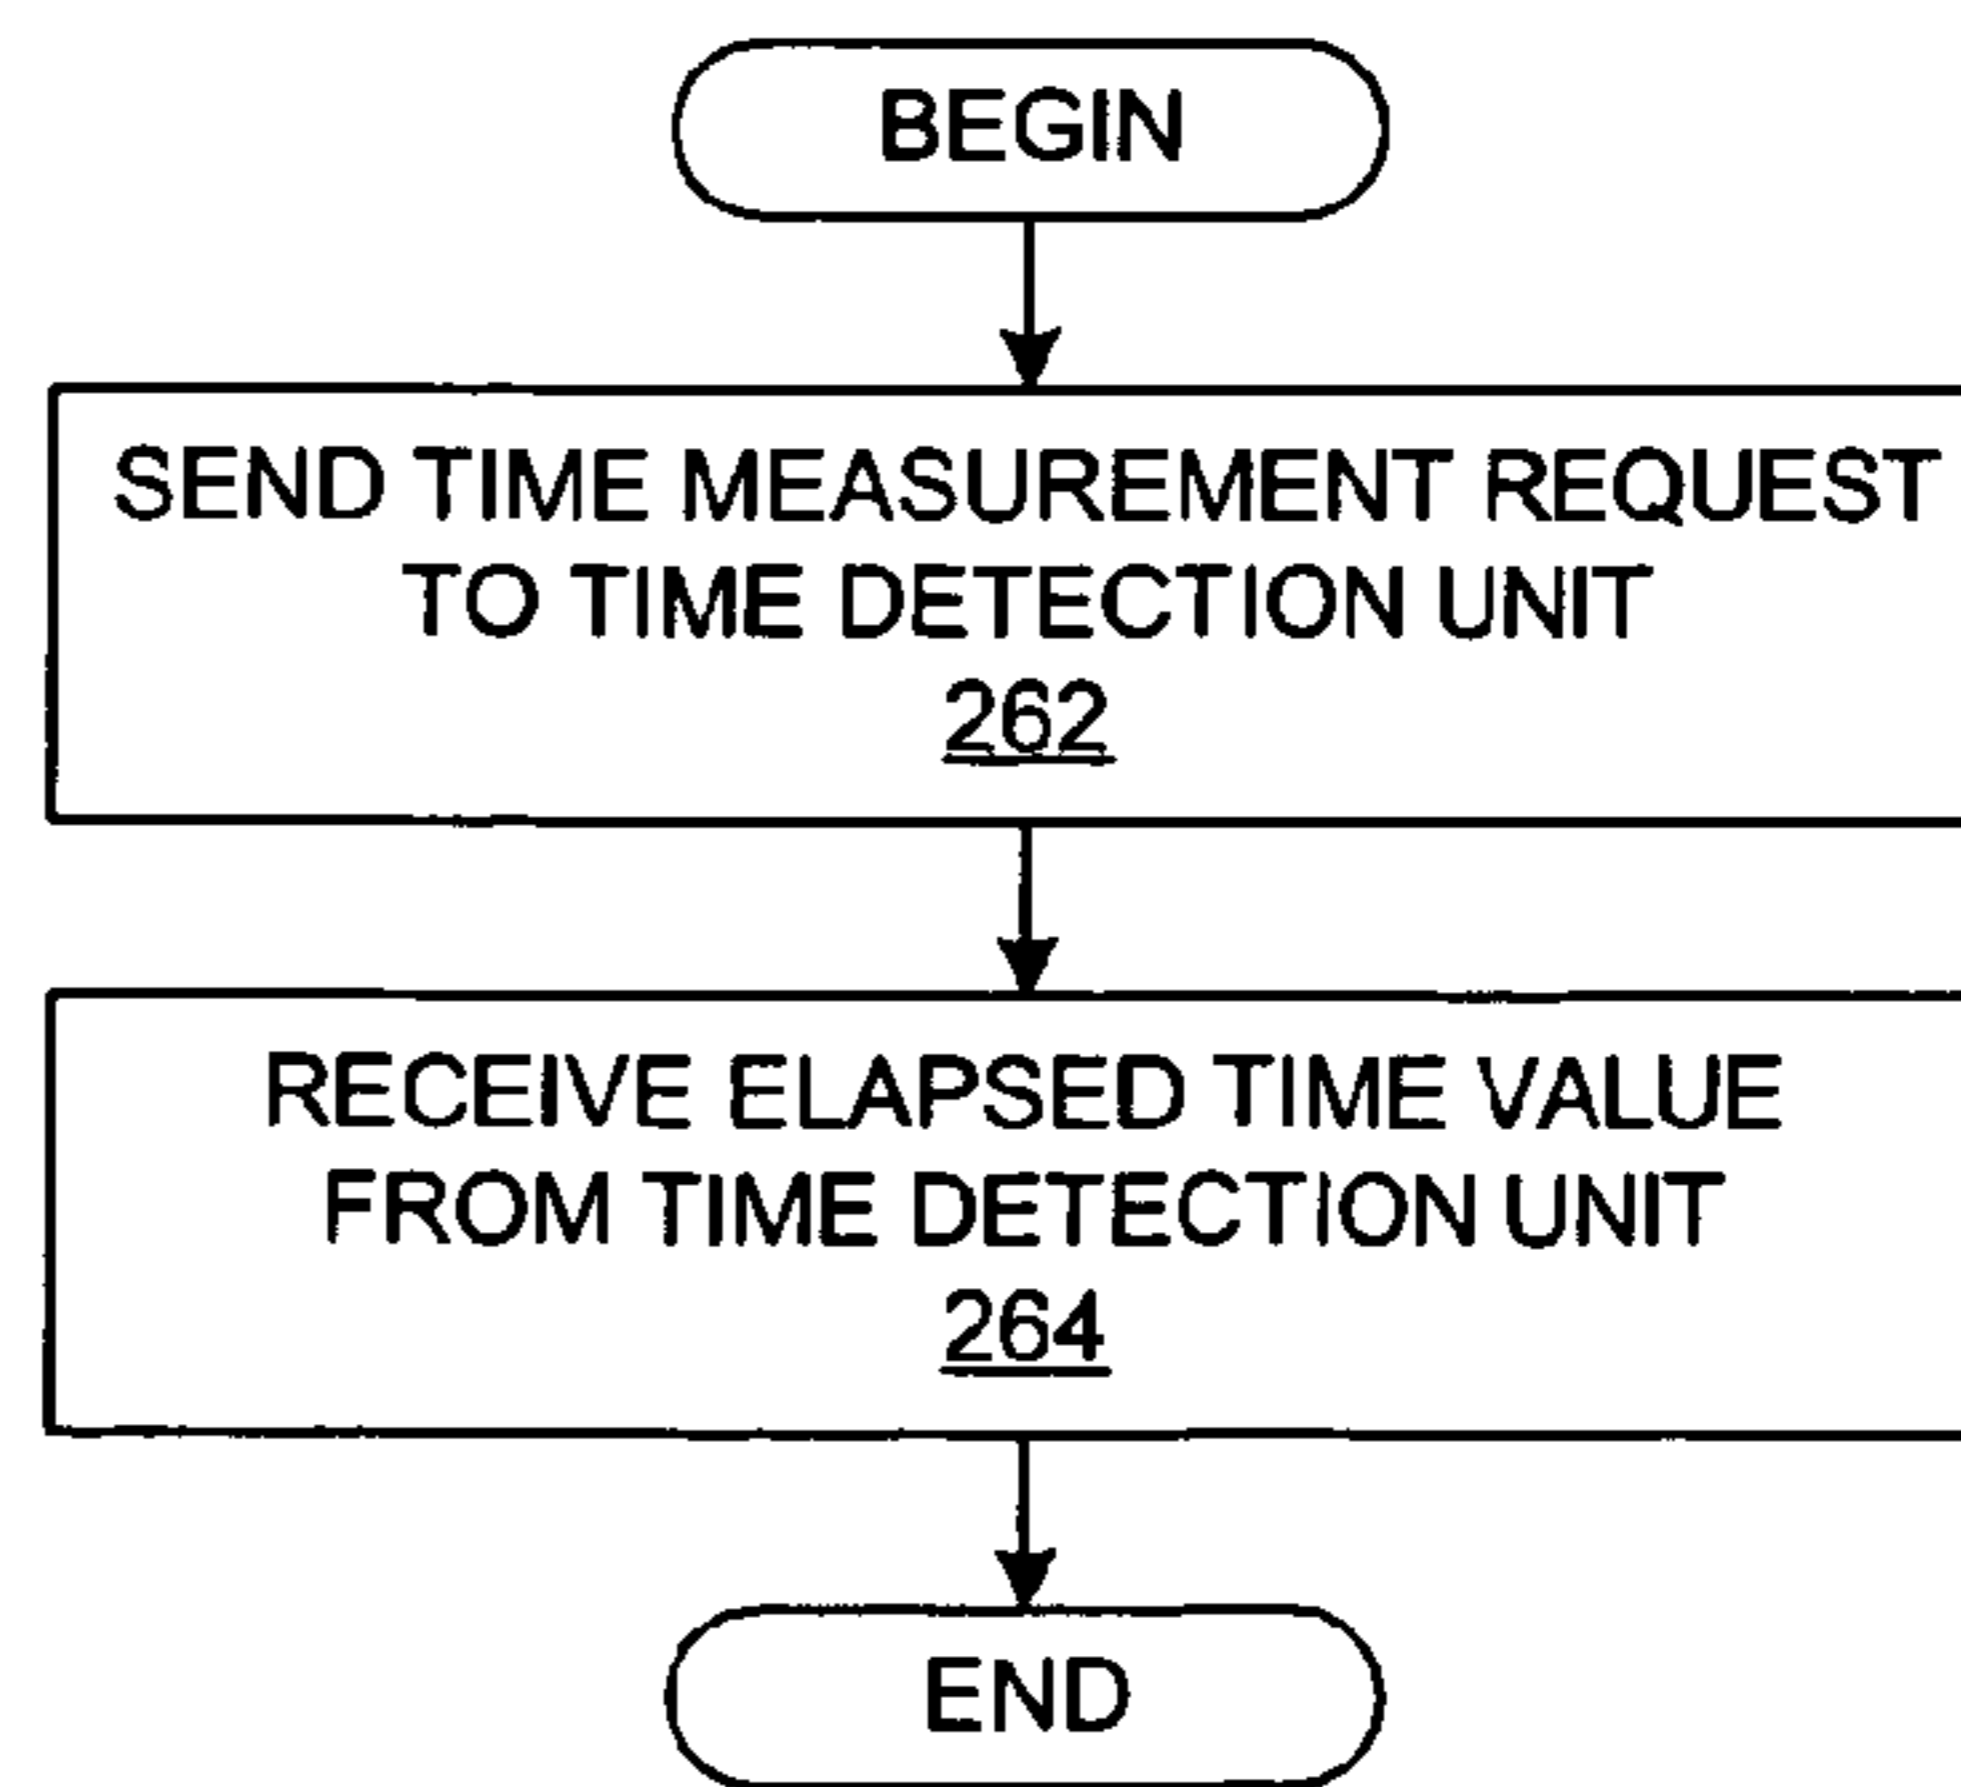 BEGIN
SEND TIME MEASUREMENT REQUEST
TO TIME DETECTION UNIT
262
RECEIVE ELAPSED TIME VALUE
FROM TIME DETECTION UNIT
264
END